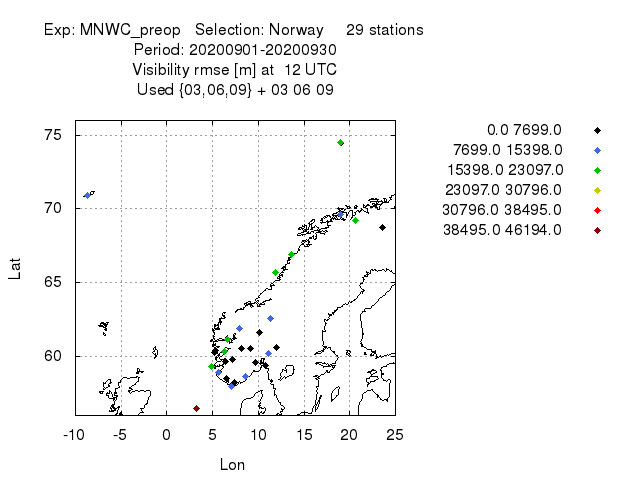 Exp: MNWC_preop Selection: Norway 29 stations
Period: 20200901-20200930
Visibility rmse [m] at 12 UTC
Used {03,06,09} + 03 06 09
0.0 7699.0
7699.0 15398.0
15398.0 23097.0
23097.0 30796.0
30796.0 38495.0
38495.0 46194.0
75
70
65
60
Lat
-10 -5 0 5 10 15 20 25
Lon